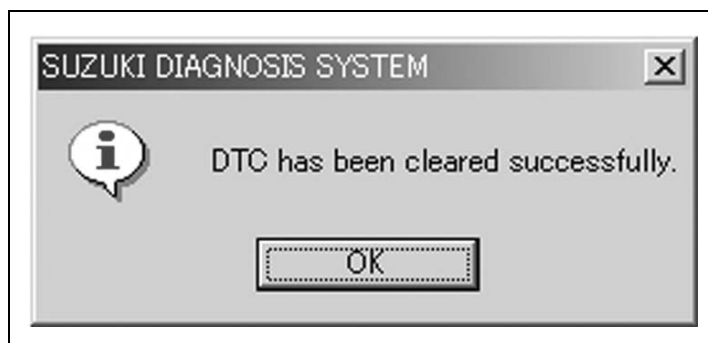 SUZUKI DIAGNOSIS SYSTEM
DTC has been cleared successfully.
OK